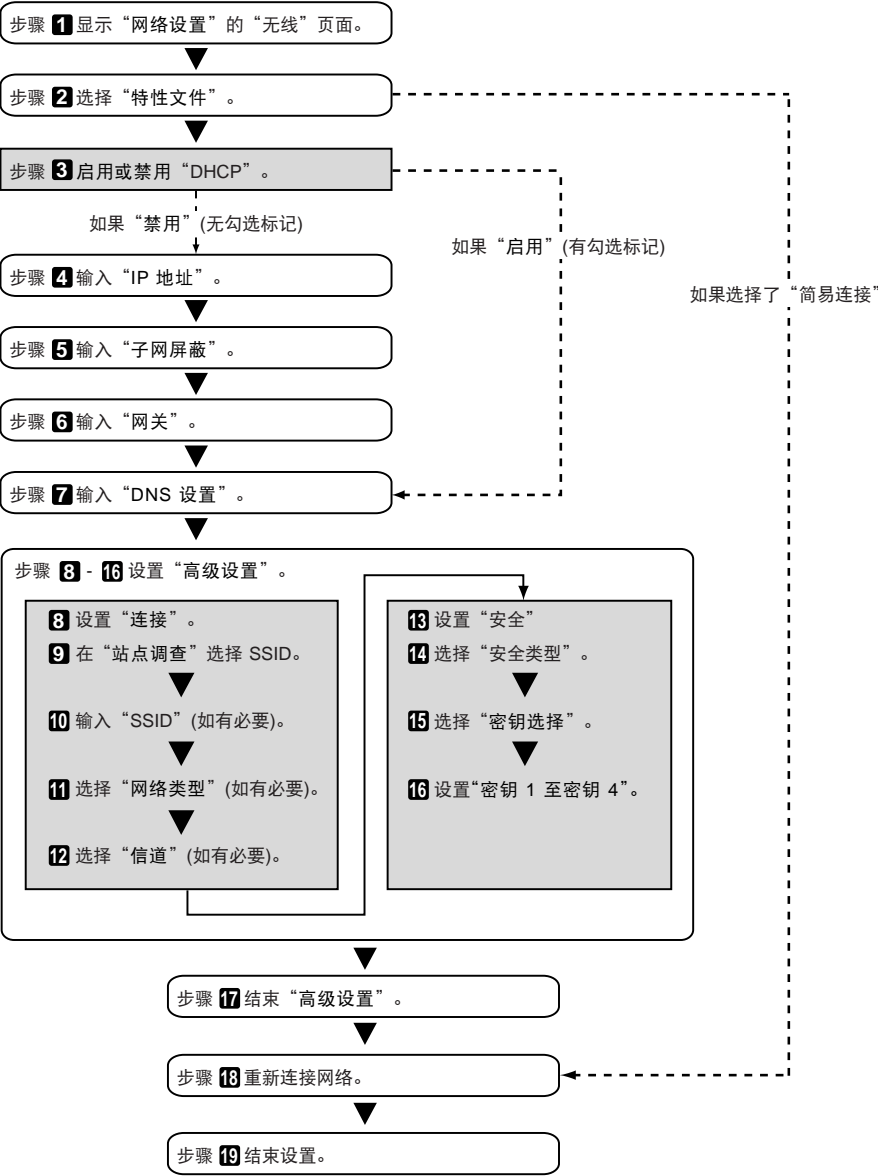 步骤 1 显示“网络设置”的“无线”页面。
步骤 2 选择“特性文件”。
步骤 3 启用或禁用“DHCP”。
如果“禁用”(无勾选标记)
如果“启用”(有勾选标记)
步骤 4 输入“IP 地址”。
如果选择了“简易连接”
步骤 5 输入“子网屏蔽”。
步骤 6 输入“网关”。
步骤 7 输入“DNS 设置”。
步骤 8 - 16 设置“高级设置”。
8 设置“连接”。
9 在“站点调查”选择 SSID。
10 输入“SSID”(如有必要)。
11 选择“网络类型”(如有必要)。
12 选择“信道”(如有必要)。
13 设置“安全”
14 选择“安全类型”。
15 选择“密钥选择”。
16 设置“密钥 1 至密钥 4”。
步骤 17 结束“高级设置”。
步骤 18 重新连接网络。
步骤 19 结束设置。